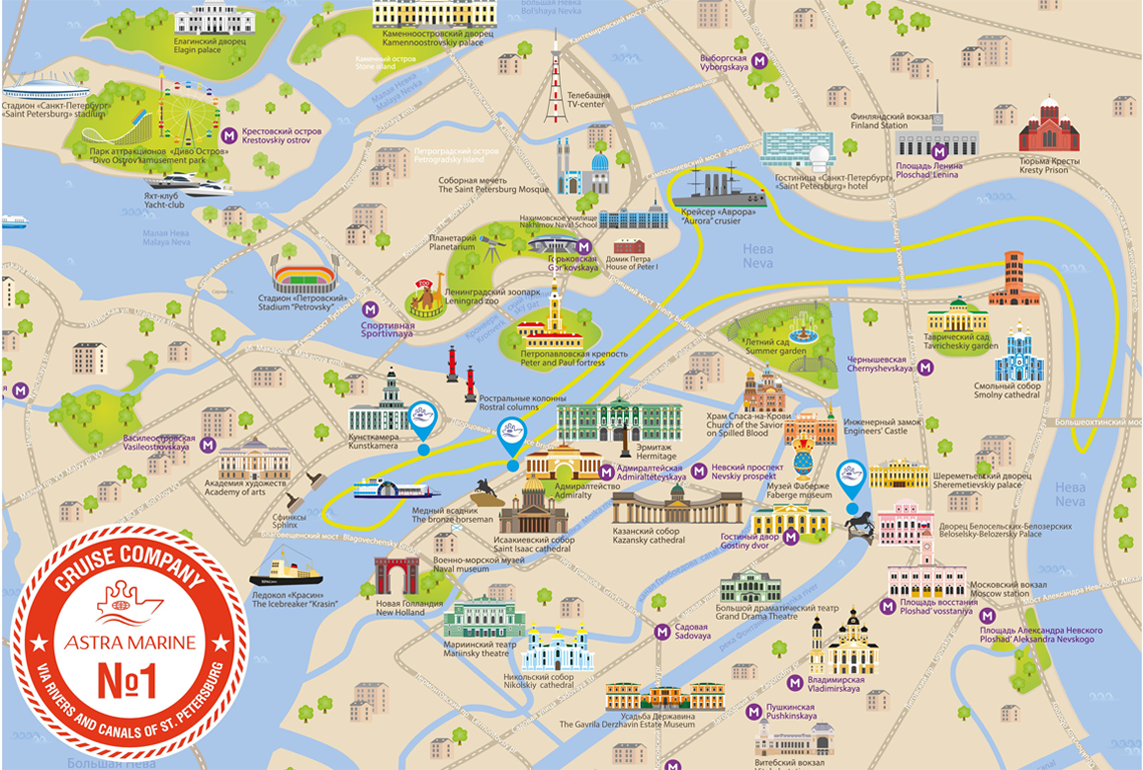 Большая Невка
Bol'shaya Nevka
Елагинский дворец
Elagin palace
Каменноостровский дворец
Kamennoostrovskiy palace
Каменный остров
Stone island
Малая Невка
Malaya Nevka
Выборгская
Vyborgskaya
Телебашня
TV-center
Стадион «Санкт-Петербург»
«Saint Petersburg» stadium
Крестовский остров
Krestovskiy ostrov
Парк аттракционов «Диво Остров»
"Divo Ostrov"amusement park
Яхт-клуб
Yacht-club
Петроградский остров
Petrogradsky island
Соборная мечеть
The Saint Petersburg Mosque
Финляндский вокзал
Finland Station
Площадь Ленина
Ploschad' Lenina
Тюрьма Кресты
Kresty Prison
Гостиница «Санкт-Петербург»
«Saint Petersburg» hotel
Крейсер «Аврора»
"Aurora" crusier
Нахимовское училище
Nakhimov Naval School
Малая Нева
Malaya Neva
Планетарий
Planetarium
Горьковская
Gor'kovskaya
Домик Петра
House of Peter I
Нева
Neva
Стадион «Петровский»
Stadium "Petrovsky"
ZOO
Ленинградский зоопарк
Leningrad zoo
Спортивная
Sportivnaya
Петропавловская крепость
Peter and Paul fortress
Летний сад
Summer garden
Таврический сад
Tavricheskiy garden
Чернышевская
Chernyshevskaya
Смольный собор
Smolny cathedral
Ростральные колонны
Rostral columns
Кунсткамера
Kunstkamera
Василеостровская
Vasileostrovskaya
Академия художеств
Academy of arts
Эрмитаж
Hermitage
Храм Спаса-на-Крови
Church of the Savior
on Spilled Blood
Инженерный замок
Engineers' Castle
Большеохтинский мост
Адмиралтейская
Admiralteteyskaya
Невский проспект
Nevskiy prospekt
Музей Фаберже
Faberge museum
Шереметьевский дворец
Sheremetievskiy palace
Нева
Neva
Адмиралтейство
Admiralty
Сфинксы
Sphinx
Медный всадник
The bronze horseman
Исаакиевский собор
Saint Isaac cathedral
Казанский собор
Kazansky cathedral
Гостиный двор
Gostiny dvor
Дворец Белосельских-Белозерских
Beloselsky-Belozersky Palace
Благовещенский мост Blagovechensky
Военно-морской музей
Naval museum
Ледокол «Красин»
The Icebreaker "Krasin"
Новая Голландия
New Holland
Мариинский театр
Mariinsky theatre
Никольский собор
Nikolskiy cathedral
Садовая
Sadovaya
Большой драматический театр
Grand Drama Theatre
Московский вокзал
Moscow station
Площадь восстания
Ploshad' vosstaniya
Площадь Александра Невского
Ploshad' Aleksandra Nevskogo
Владимирская
Vladimirskaya
Пушкинская
Pushkinskaya
Усадьба Державина
The Gavrila Derzhavin Estate Museum
Витебский вокзал
Большая Нева
CRUISE COMPANY
ASTRA MARINE
№1
VIA RIVERS AND CANALS OF ST. PETERSBURG